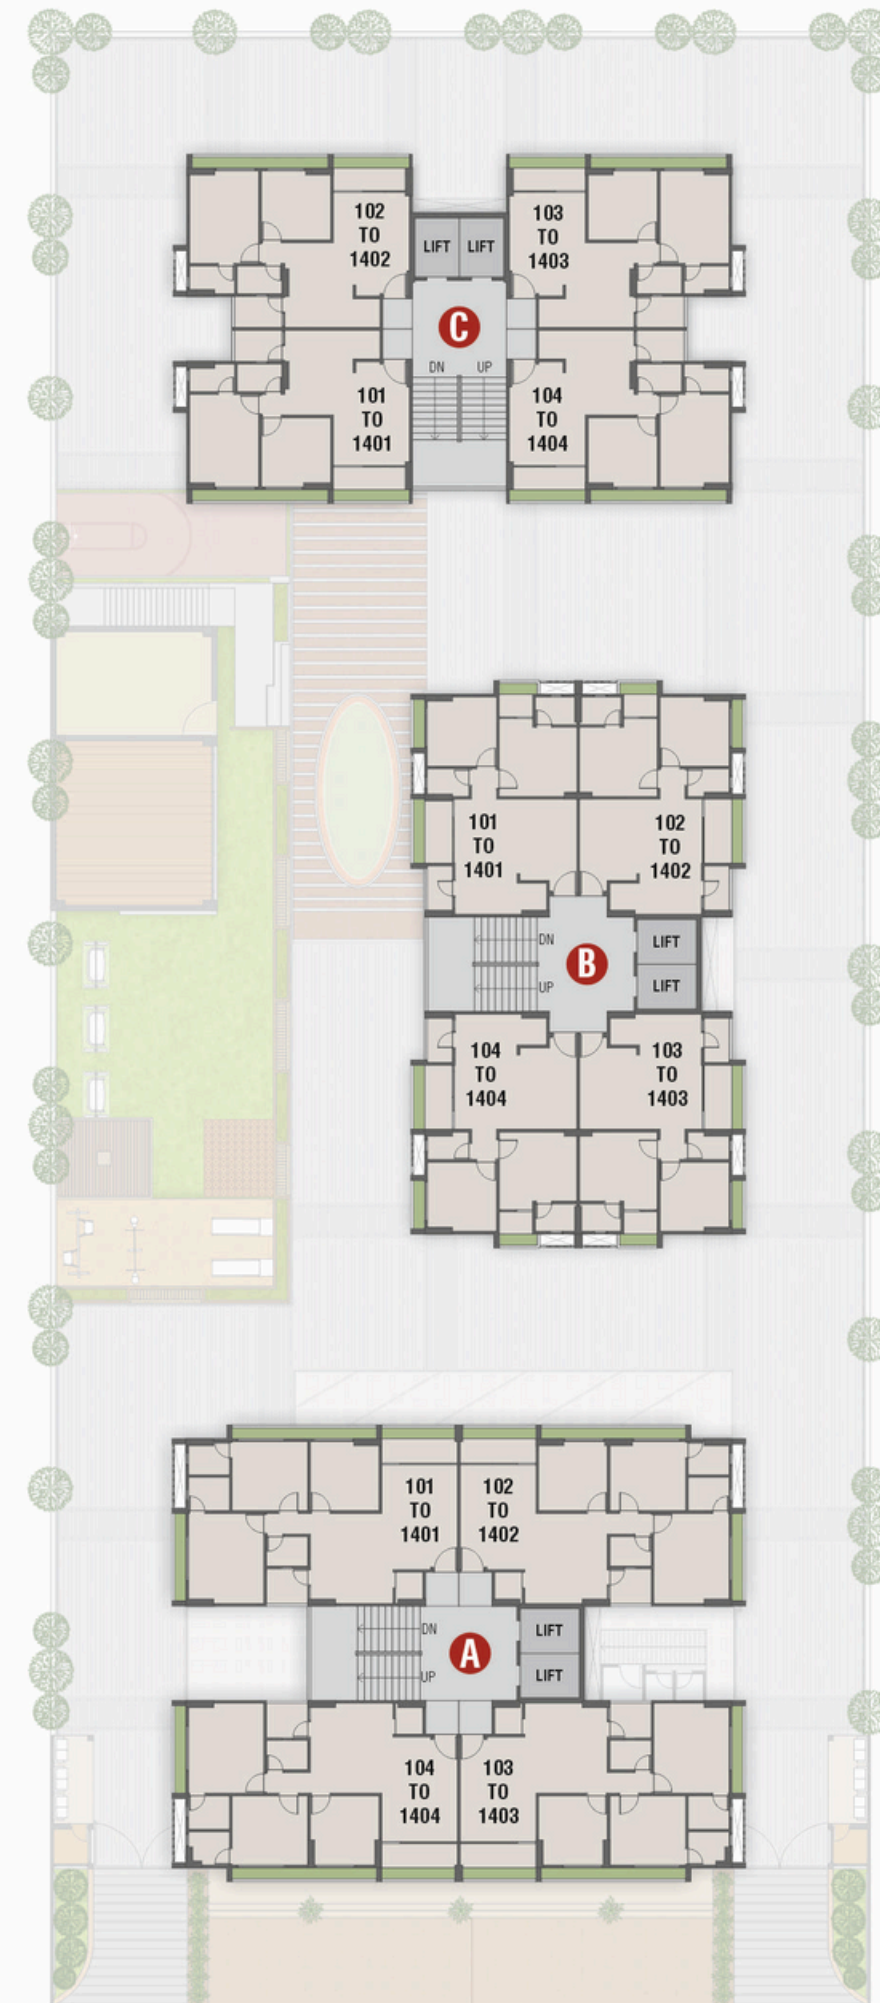 102
TO
1402
LIFT LIFT
103
TO
1403
C
DN UP
101
TO
1401
104
TO
1404
101
TO
1401
102
TO
1402
DN
B
LIFT
UP
LIFT
104
TO
1404
103
TO
1403
101
TO
1401
102
TO
1402
DN
A
LIFT
UP
LIFT
104
TO
1404
103
TO
1403